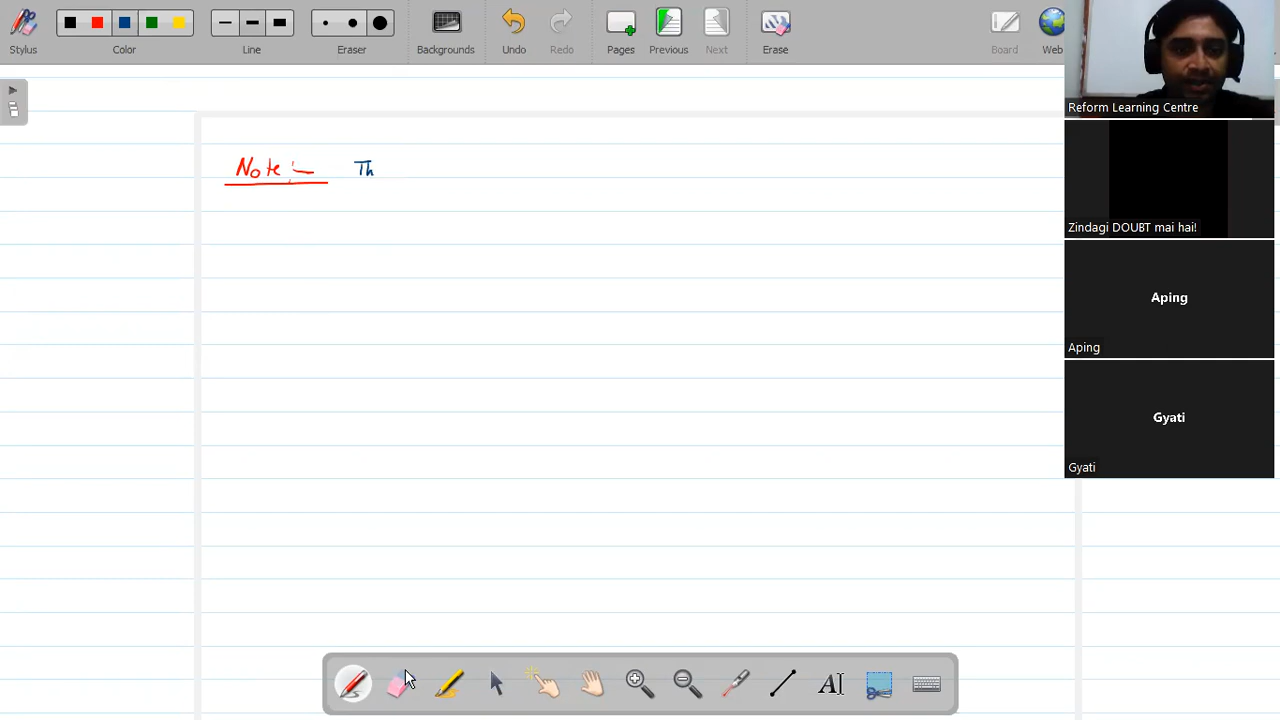 Stylus
Color
Line
Eraser
Backgrounds
Undo
Redo
Pages
Previous
Next
Erase
Board
Web
Reform Learning Centre
Note :- Th
Zindagi DOUBT mai hai!
Aping
Aping
Gyati
Gyati